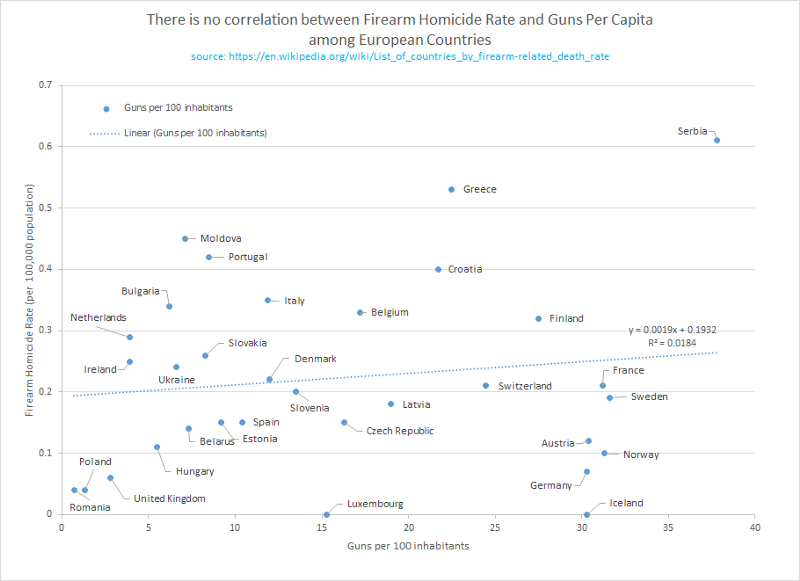 There is no correlation between Firearm Homicide Rate and Guns Per Capita
among European Countries
source: https://en.wikipedia.org/wiki/List_of_countries_by_firearm-related_death_rate
0.7
Guns per 100 inhabitants
Linear (Guns per 100 inhabitants)
Serbia
0.6
Greece
0.5
Moldova
Portugal
0.4
Croatia
Bulgaria
Italy
Belgium
Netherlands
Finland
0.3
y = 0.0019x + 0.1932
R² = 0.0184
Slovakia
Denmark
Ireland
Ukraine
France
Switzerland
Sweden
0.2
Slovenia
Latvia
Spain
Czech Republic
Belarus
Estonia
Austria
Norway
0.1
Poland
Hungary
Germany
United Kingdom
Romania
Luxembourg
Iceland
0
Firearm Homicide Rate (per 100,000 population)
0 5 10 15 20 25 30 35 40
Guns per 100 inhabitants